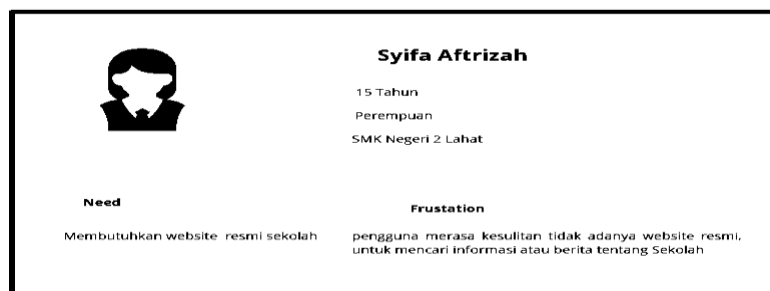 Syifa Aftrizah
15 Tahun
Perempuan
SMK Negeri 2 Lahat
Need
Membutuhkan website resmi sekolah
Frustation
pengguna merasa kesulitan tidak adanya website resmi,
untuk mencari informasi atau berita tentang Sekolah